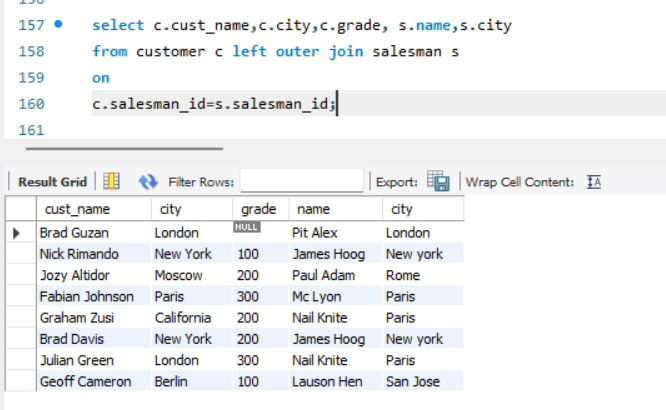 157 select c.cust_name,c.city,c.grade, s.name,s.city
158 from customer c left outer join salesman s
159 on
160 c.salesman_id=s.salesman_id;
161
Result Grid Filter Rows: Export: Wrap Cell Content: IA
cust_name city grade name city
Brad Guzan London NULL Pit Alex London
Nick Rimando New York 100 James Hoog New york
Jozy Altidor Moscow 200 Paul Adam Rome
Fabian Johnson Paris 300 Mc Lyon Paris
Graham Zusi California 200 Nail Knite Paris
Brad Davis New York 200 James Hoog New york
Julian Green London 300 Nail Knite Paris
Geoff Cameron Berlin 100 Lauson Hen San Jose